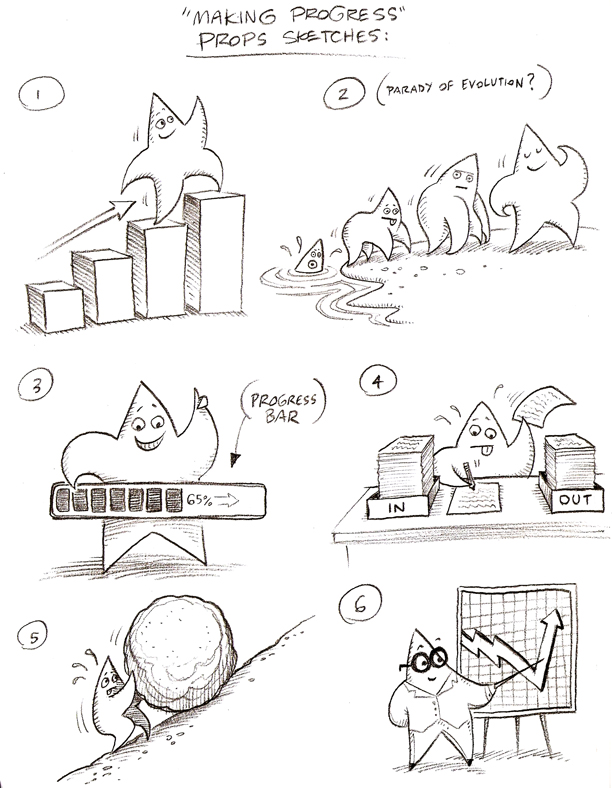 "MAKING PROGRESS"
PROPS SKETCHES:
1
2 (PARADY OF EVOLUTION?)
3
(PROGRESS
BAR)
65%
4
IN
OUT
5
6